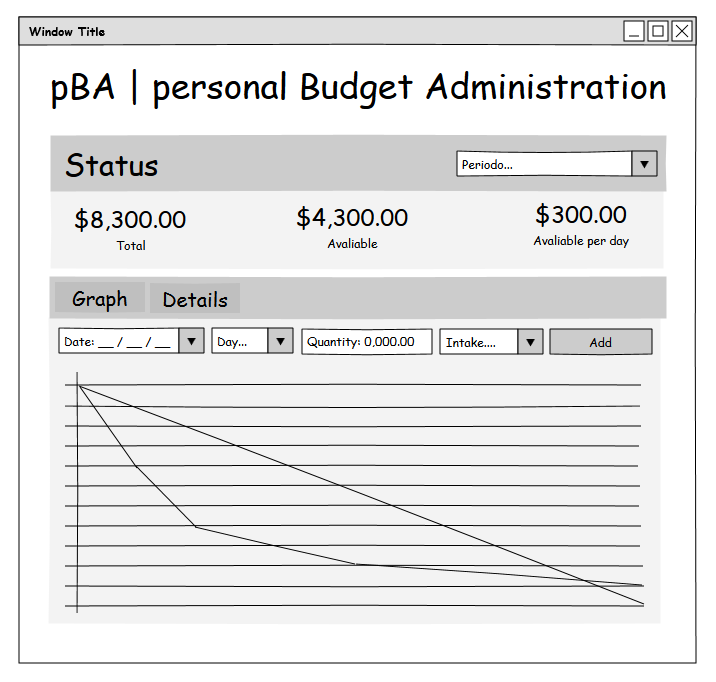 Window Title
pBA | personal Budget Administration
Status
Periodo...
$8,300.00 $4,300.00 $300.00
Total Avaliable Avaliable per day
Graph Details
Date: __ / __ / __ Day... Quantity: 0,000.00 Intake.... Add